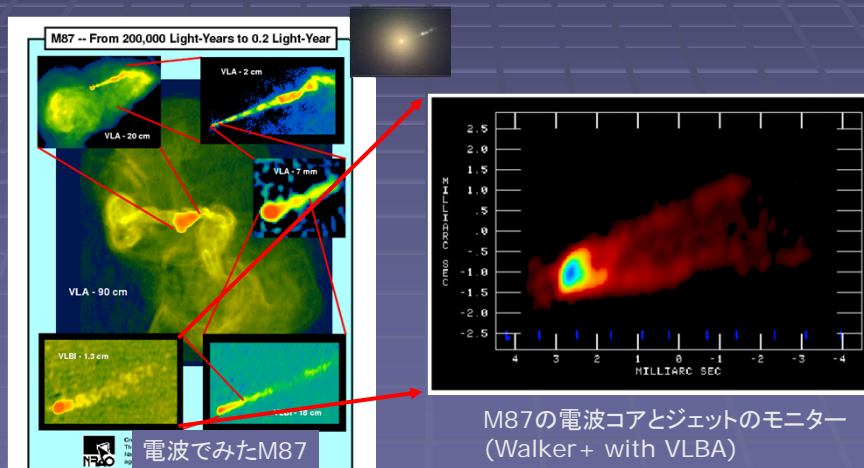 M87 -- From 200,000 Light-Years to 0.2 Light-Year
VLA - 20 cm
VLA - 2 cm
VLA - 7 mm
VLA - 90 cm
VLBI - 1.3 cm
VLBI - 18 cm
NRAO
電波でみたM87
MILLIARC SEC
2.5
2.0
1.5
1.0
.5
.0
-.5
-1.0
-1.5
-2.0
-2.5
4 3 2 1 0 -1 -2 -3 -4
MILLIARC SEC
M87の電波コアとジェットのモニター
(Walker+ with VLBA)